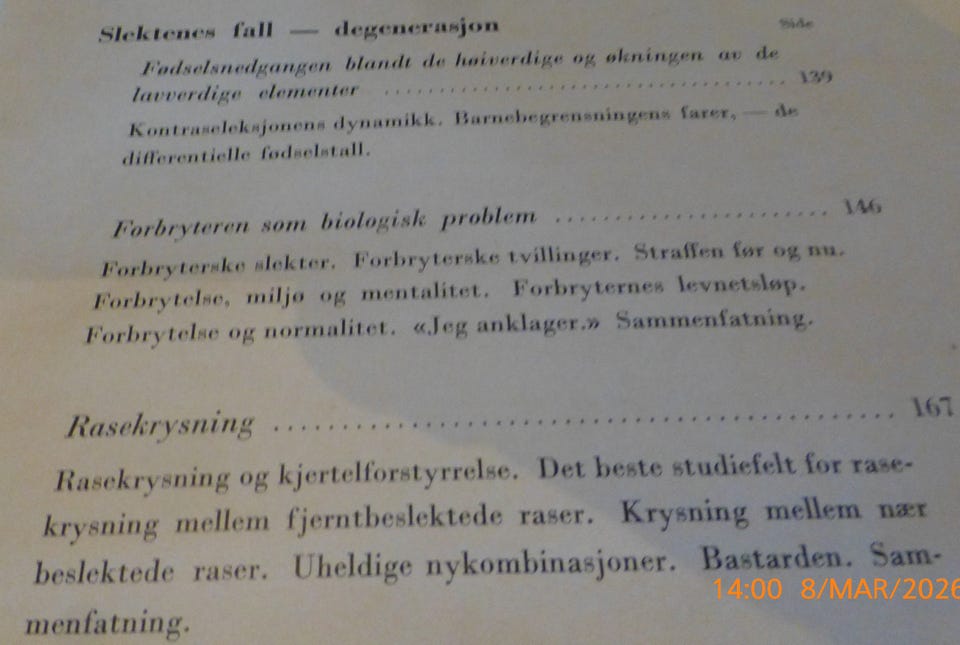 Slektenes fall — degenerasjon Side
Fødselsnedgangen blandt de høiverdige og økningen av de
lavverdige elementer .......................................... 139
Kontraseleksjonens dynamikk. Barnebegrensningens farer, — de
differentielle fødselstall.
Forbryteren som biologisk problem ........................ 146
Forbryterske slekter. Forbryterske tvillinger. Straffen før og nu.
Forbrytelse, miljø og mentalitet. Forbryternes levnetsløp.
Forbrytelse og normalitet. «Jeg anklager.» Sammenfatning.
Rasekrysning .................................................. 167
Rasekrysning og kjertelforstyrrelse. Det beste studiefelt for rase-
krysning mellem fjerntbeslektede raser. Krysning mellem nær
beslektede raser. Uheldige nykombinasjoner. Bastarden. Sam-
menfatning.
14:00 8/MAR/2026